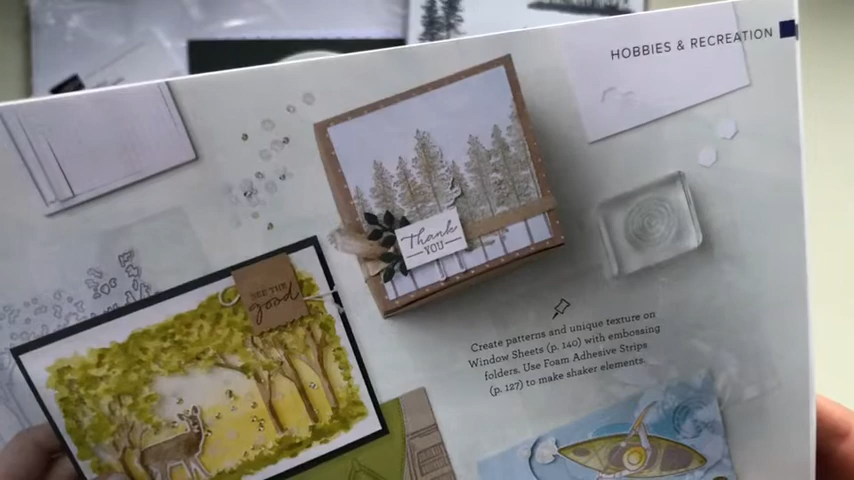 HOBBIES & RECREATION
Thank
YOU
SEE THE
good
Create patterns and unique texture on
Window Sheets (p. 140) with embossing
folders. Use Foam Adhesive Strips
(p. 127) to make shaker elements.